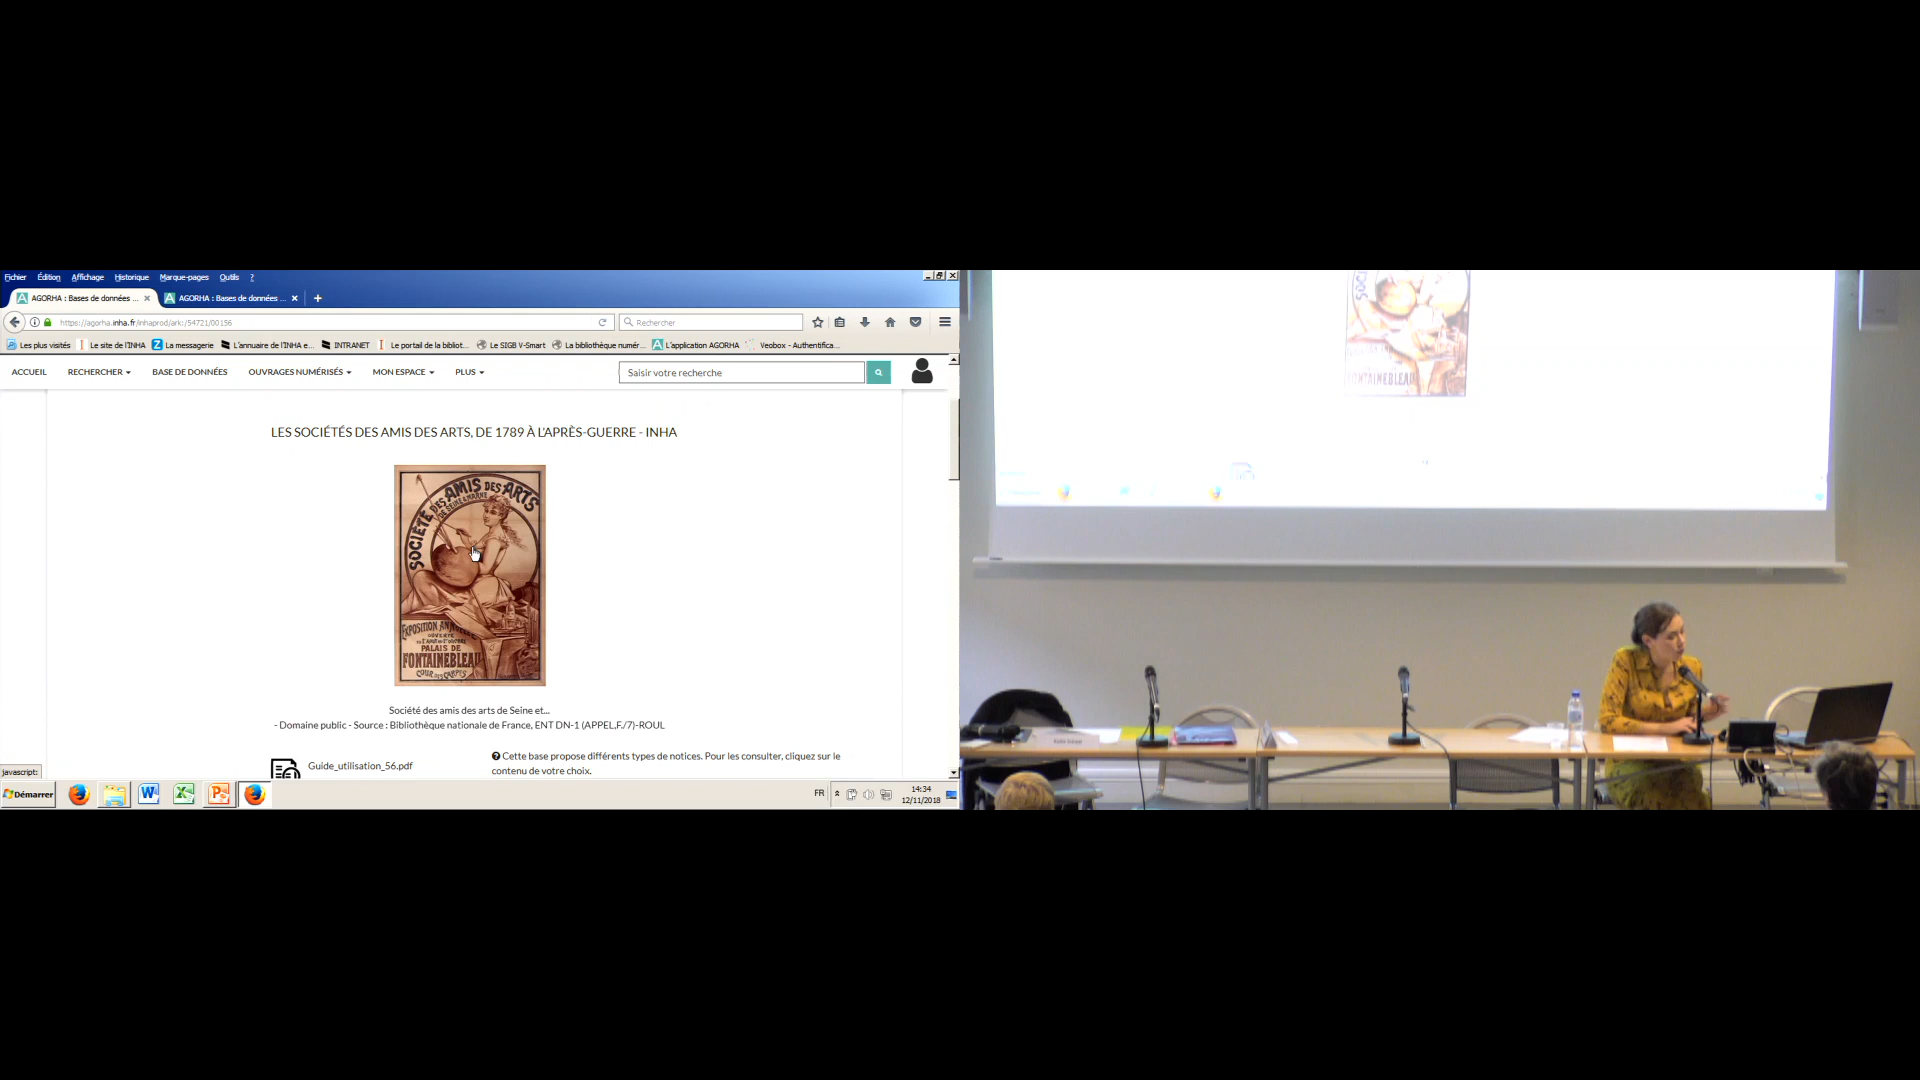 Fichier Édition Affichage Historique Marque-pages Outils ?
AGORHA : Bases de données ... AGORHA : Bases de données ...
https://agorha.inha.fr/inhaprod/ark:/54721/00156 Rechercher
Les plus visités Le site de l'INHA La messagerie L'annuaire de l'INHA e... INTRANET Le portail de la bibliot... Le SIGB V-Smart La bibliothèque numér... L'application AGORHA Veobox - Authentifica...
ACCUEIL RECHERCHER BASE DE DONNÉES OUVRAGES NUMÉRISÉS MON ESPACE PLUS Saisir votre recherche
LES SOCIÉTÉS DES AMIS DES ARTS, DE 1789 À L'APRÈS-GUERRE - INHA
SOCIÉTÉ DES AMIS DES ARTS
DE SEINE & MARNE
EXPOSITION ANNUELLE
OUVERTE
PALAIS DE
FONTAINEBLEAU
Société des amis des arts de Seine et...
- Domaine public - Source : Bibliothèque nationale de France, ENT DN-1 (APPEL,F./7)-ROUL
Guide_utilisation_56.pdf
Cette base propose différents types de notices. Pour les consulter, cliquez sur le
contenu de votre choix.
javascript:
Démarrer FR 14:34
12/11/2018
SOCI
FONTAINEBLEAU